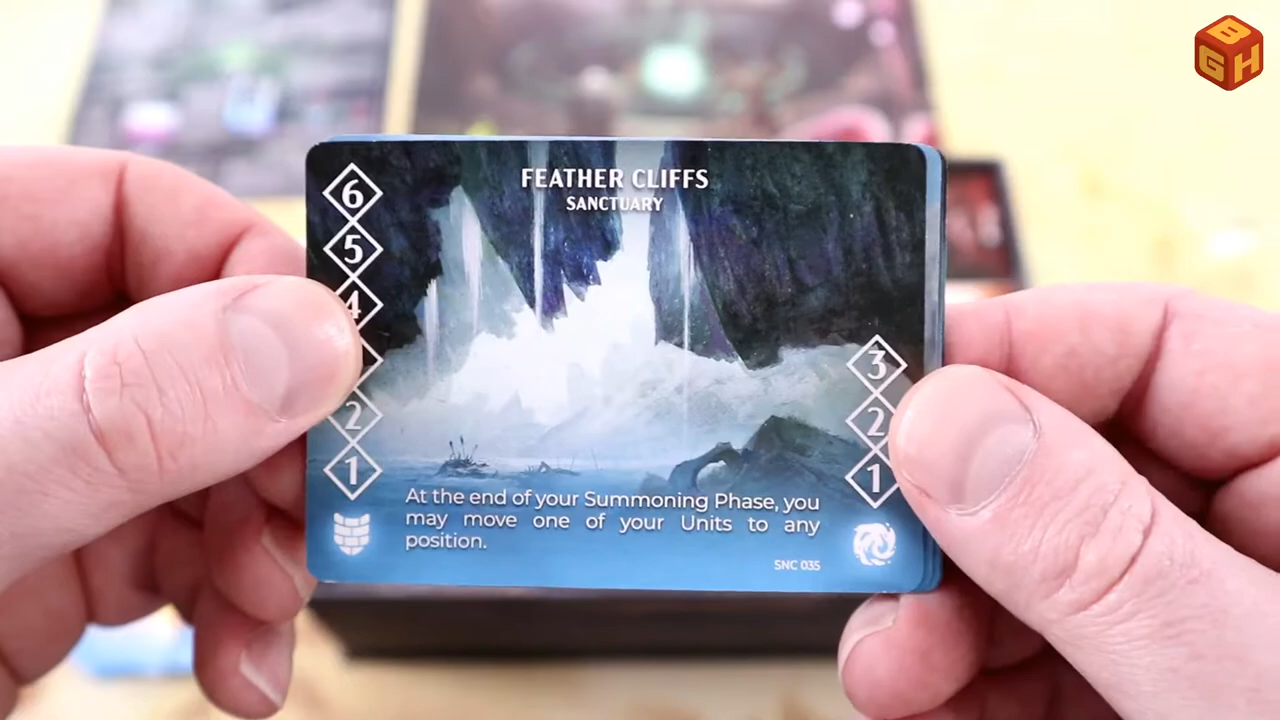 B
G H
FEATHER CLIFFS
SANCTUARY
6
5
4
2
1
3
2
1
At the end of your Summoning Phase, you
may move one of your Units to any
position.
SNC 035